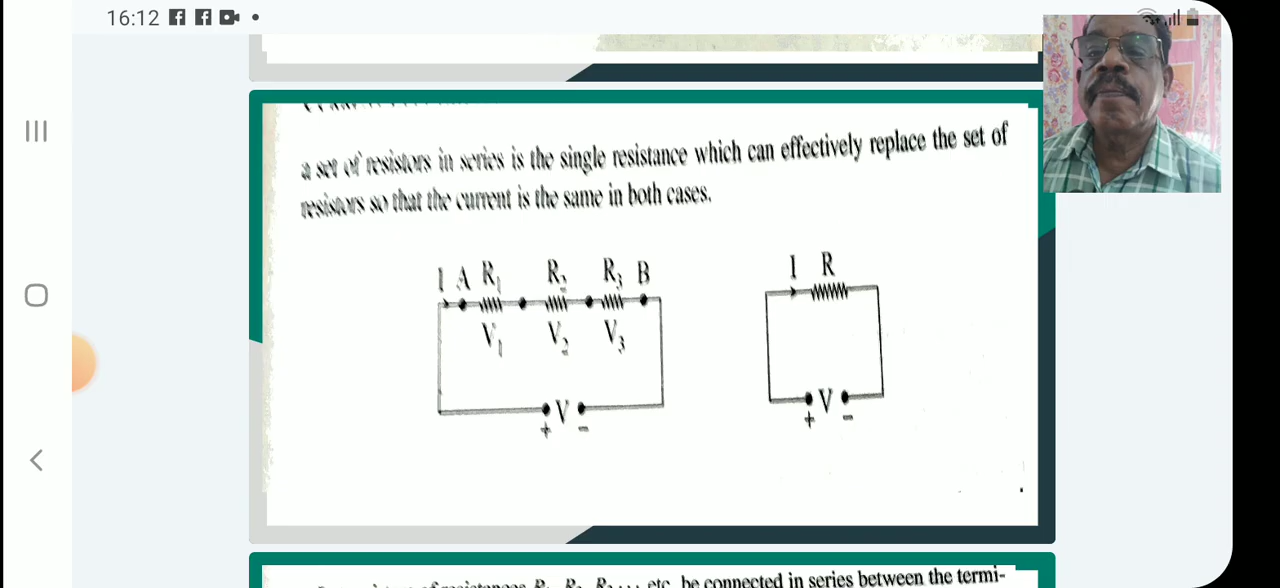 16:12
a set of resistors in series is the single resistance which can effectively replace the set of
resistors so that the current is the same in both cases.
I A R1 R2 R3 B
V1 V2 V3
V
+ −
I R
V
+ −
etc. be connected in series between the termi-